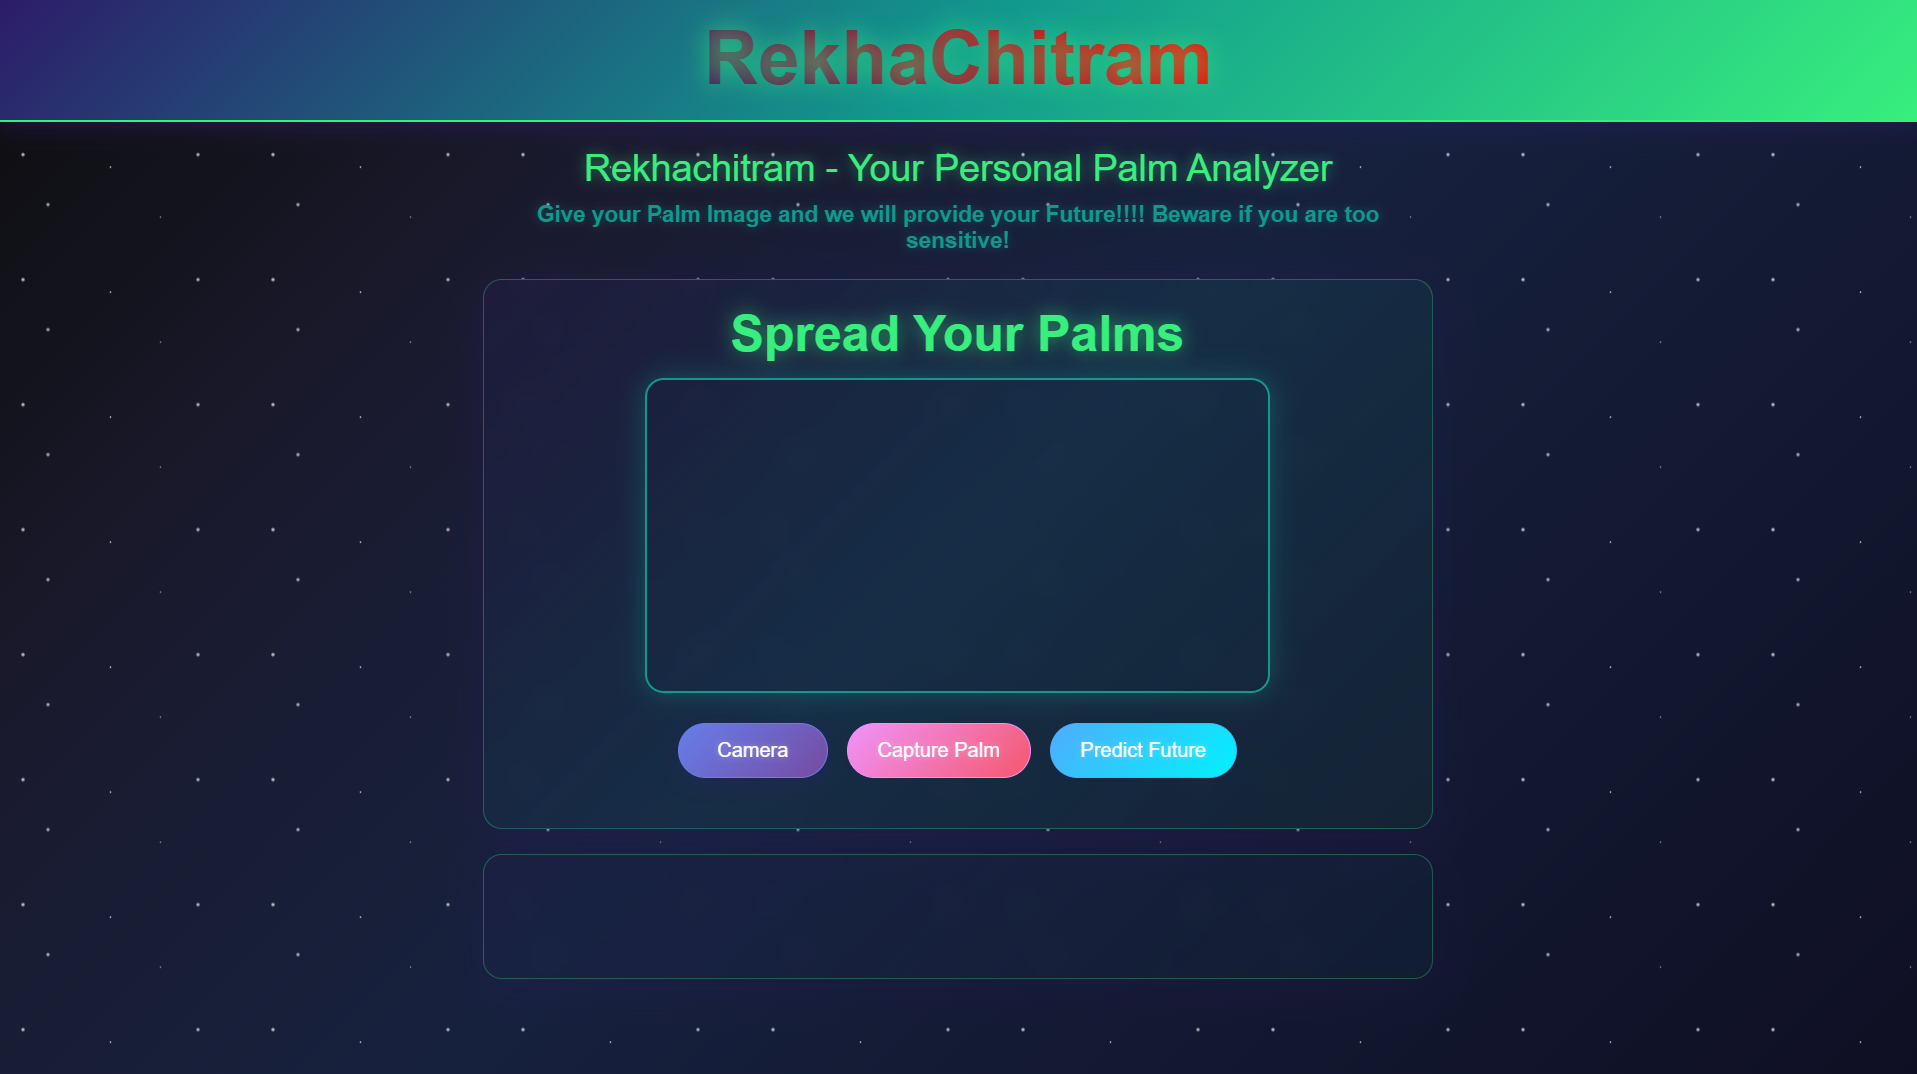 RekhaChitram
Rekhachitram - Your Personal Palm Analyzer
Give your Palm Image and we will provide your Future!!!! Beware if you are too
sensitive!
Spread Your Palms
Camera
Capture Palm
Predict Future